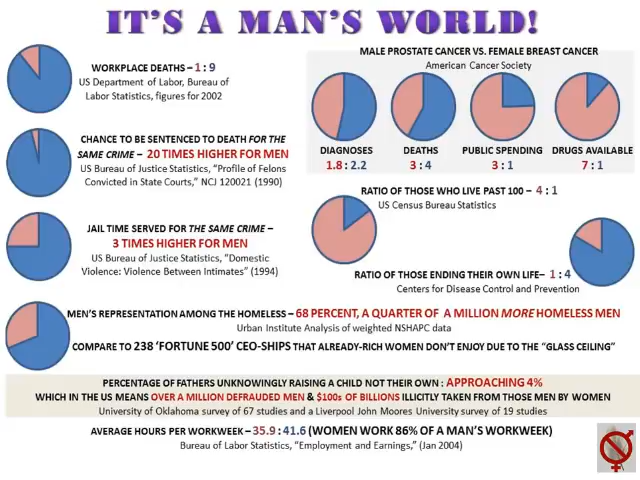 IT'S A MAN'S WORLD!
WORKPLACE DEATHS – 1 : 9
US Department of Labor, Bureau of
Labor Statistics, figures for 2002
CHANCE TO BE SENTENCED TO DEATH FOR THE
SAME CRIME – 20 TIMES HIGHER FOR MEN
US Bureau of Justice Statistics, "Profile of Felons
Convicted in State Courts," NCJ 120021 (1990)
JAIL TIME SERVED FOR THE SAME CRIME –
3 TIMES HIGHER FOR MEN
US Bureau of Justice Statistics, "Domestic
Violence: Violence Between Intimates" (1994)
MALE PROSTATE CANCER VS. FEMALE BREAST CANCER
American Cancer Society
DIAGNOSES DEATHS PUBLIC SPENDING DRUGS AVAILABLE
1.8 : 2.2 3 : 4 3 : 1 7 : 1
RATIO OF THOSE WHO LIVE PAST 100 – 4 : 1
US Census Bureau Statistics
RATIO OF THOSE ENDING THEIR OWN LIFE– 1 : 4
Centers for Disease Control and Prevention
MEN'S REPRESENTATION AMONG THE HOMELESS – 68 PERCENT, A QUARTER OF A MILLION MORE HOMELESS MEN
Urban Institute Analysis of weighted NSHAPC data
COMPARE TO 238 'FORTUNE 500' CEO-SHIPS THAT ALREADY-RICH WOMEN DON'T ENJOY DUE TO THE "GLASS CEILING"
PERCENTAGE OF FATHERS UNKNOWINGLY RAISING A CHILD NOT THEIR OWN : APPROACHING 4%
WHICH IN THE US MEANS OVER A MILLION DEFRAUDED MEN & $100s OF BILLIONS ILLICITLY TAKEN FROM THOSE MEN BY WOMEN
University of Oklahoma survey of 67 studies and a Liverpool John Moores University survey of 19 studies
AVERAGE HOURS PER WORKWEEK – 35.9 : 41.6 (WOMEN WORK 86% OF A MAN'S WORKWEEK)
Bureau of Labor Statistics, "Employment and Earnings," (Jan 2004)